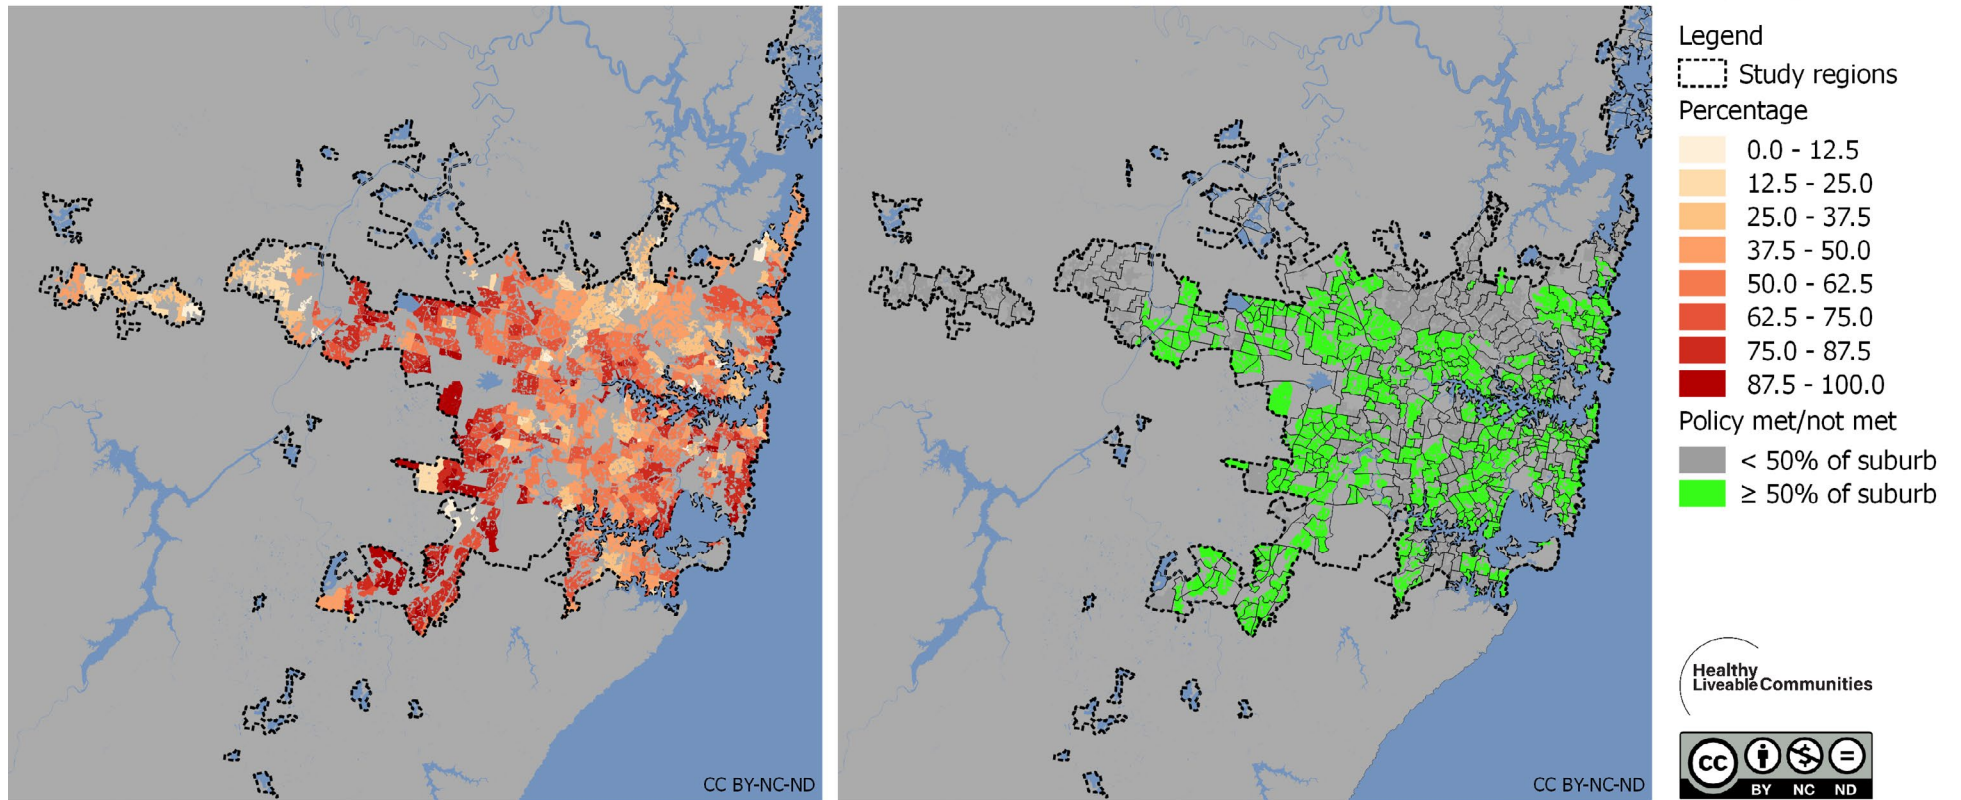 CC BY-NC-ND
CC BY-NC-ND
Legend
Study regions
Percentage
0.0 - 12.5
12.5 - 25.0
25.0 - 37.5
37.5 - 50.0
50.0 - 62.5
62.5 - 75.0
75.0 - 87.5
87.5 - 100.0
Policy met/not met
< 50% of suburb
≥ 50% of suburb
Healthy
Liveable Communities
cc
BY NC ND